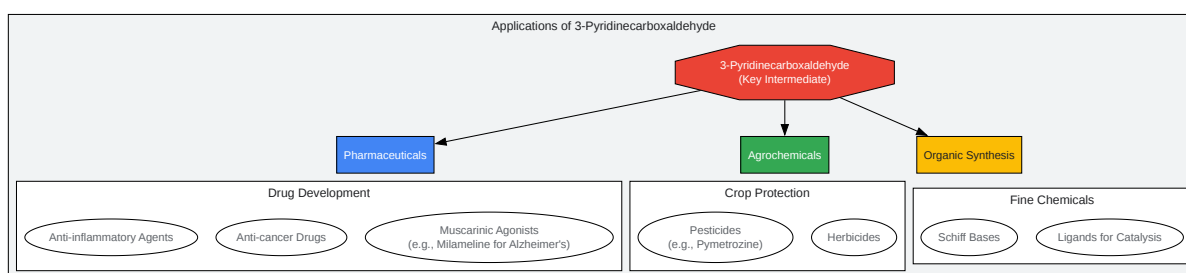 Applications of 3-Pyridinecarboxaldehyde
3-Pyridinecarboxaldehyde
(Key Intermediate)
Pharmaceuticals
Agrochemicals
Organic Synthesis
Drug Development
Anti-inflammatory Agents
Anti-cancer Drugs
Muscarinic Agonists
(e.g., Milameline for Alzheimer's)
Crop Protection
Pesticides
(e.g., Pymetrozine)
Herbicides
Fine Chemicals
Schiff Bases
Ligands for Catalysis